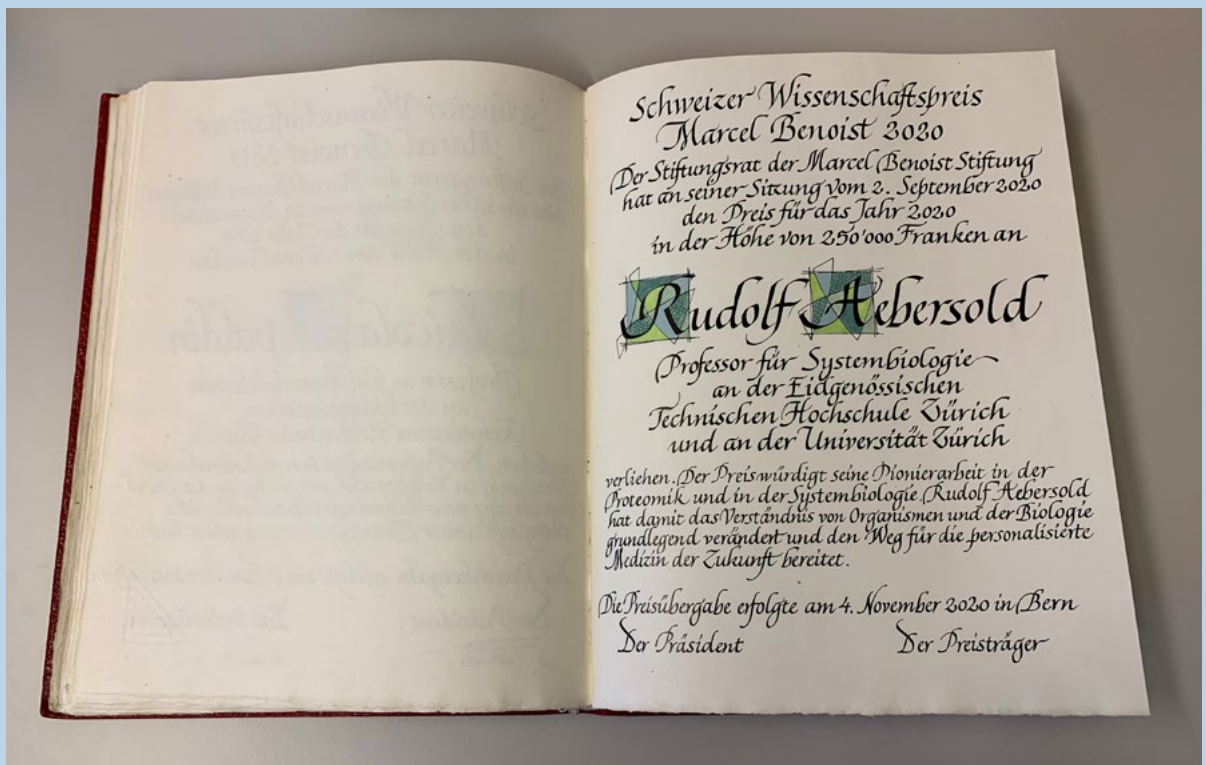 Schweizer Wissenschaftspreis
Marcel Benoist 2020
Der Stiftungsrat der Marcel Benoist Stiftung
hat an seiner Sitzung vom 2. September 2020
den Preis für das Jahr 2020
in der Höhe von 250'000 Franken an
Rudolf Aebersold
Professor für Systembiologie
an der Eidgenössischen
Technischen Hochschule Zürich
und an der Universität Zürich
verliehen. Der Preis würdigt seine Pionierarbeit in der
Proteomik und in der Systembiologie. Rudolf Aebersold
hat damit das Verständnis von Organismen und der Biologie
grundlegend verändert und den Weg für die personalisierte
Medizin der Zukunft bereitet.
Die Preisübergabe erfolgte am 4. November 2020 in Bern
Der Präsident Der Preisträger